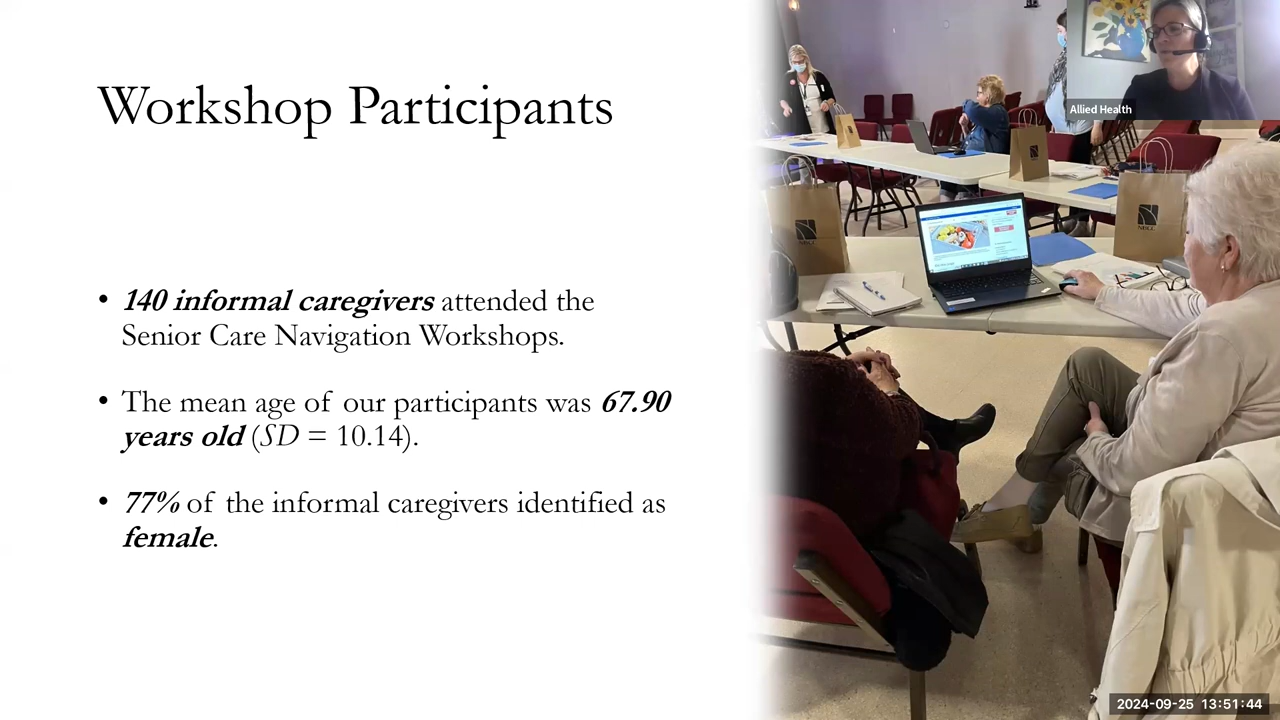 Workshop Participants
• 140 informal caregivers attended the
Senior Care Navigation Workshops.
• The mean age of our participants was 67.90
years old (SD = 10.14).
• 77% of the informal caregivers identified as
female.
Allied Health
NBCC
NBCC
2024-09-25 13:51:44